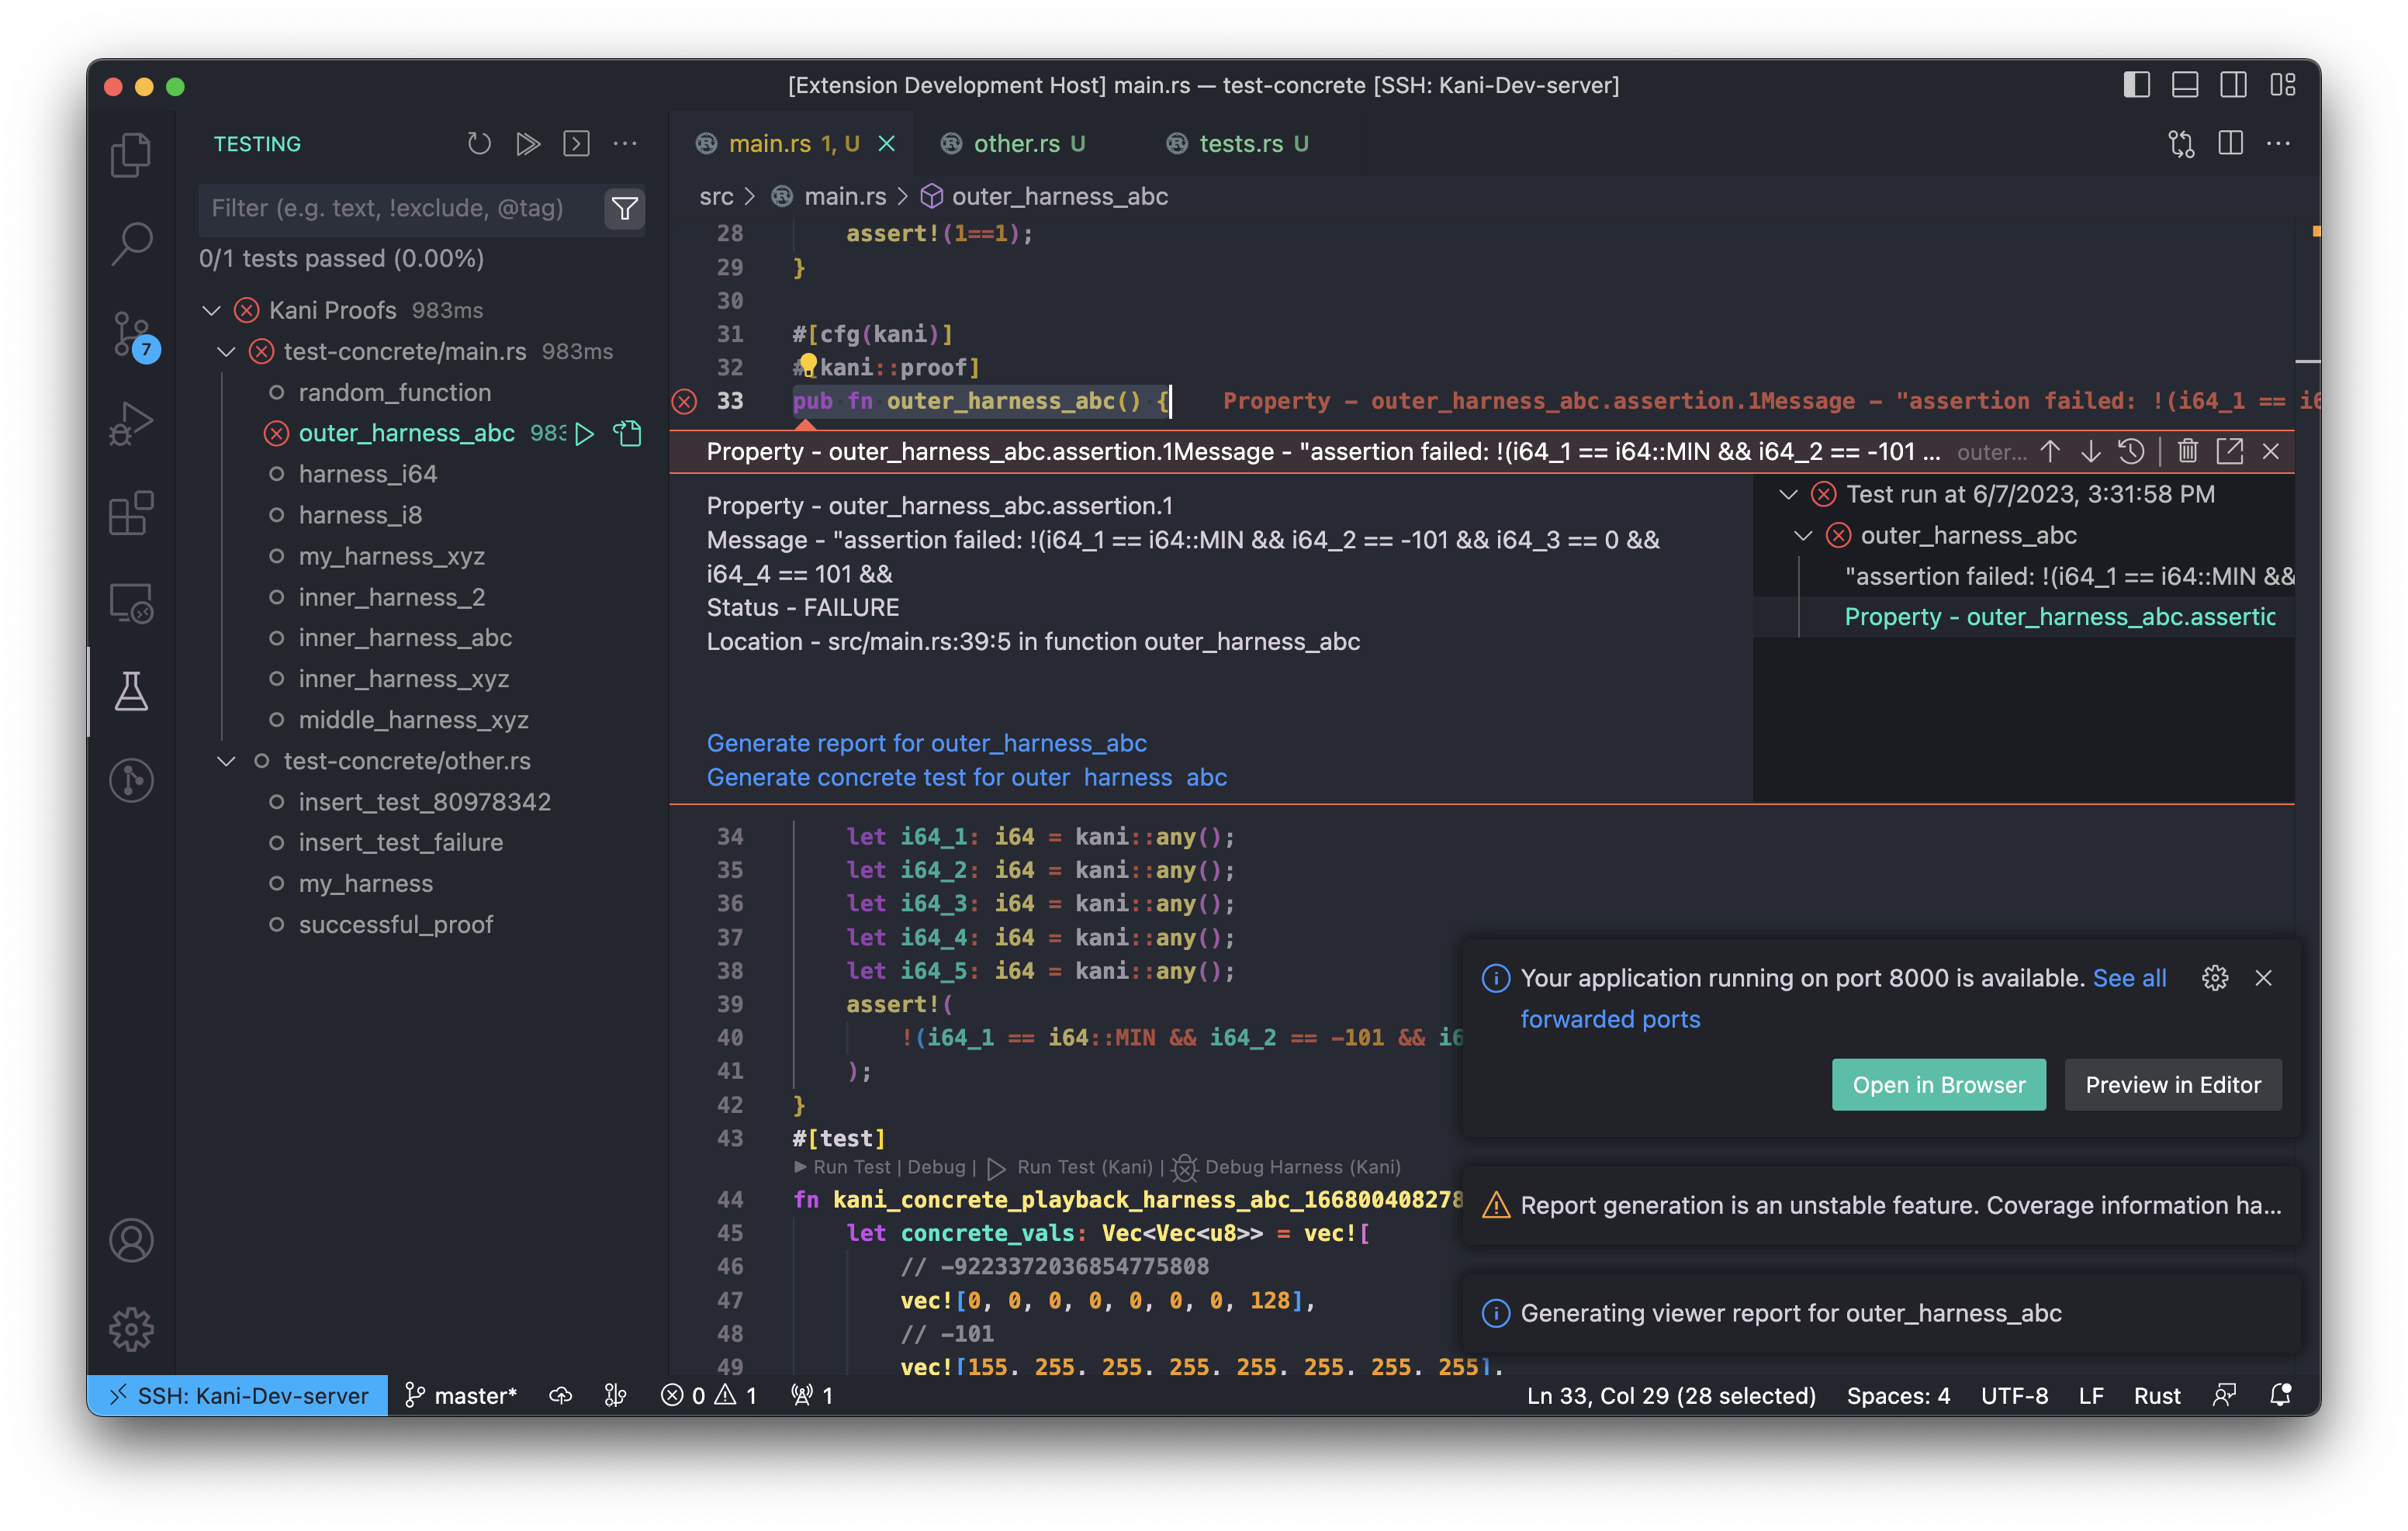 [Extension Development Host] main.rs — test-concrete [SSH: Kani-Dev-server]
TESTING
Filter (e.g. text, !exclude, @tag)
0/1 tests passed (0.00%)
Kani Proofs 983ms
test-concrete/main.rs 983ms
random_function
outer_harness_abc 983
harness_i64
harness_i8
my_harness_xyz
inner_harness_2
inner_harness_abc
inner_harness_xyz
middle_harness_xyz
test-concrete/other.rs
insert_test_80978342
insert_test_failure
my_harness
successful_proof
7
main.rs 1, U
other.rs U
tests.rs U
src > main.rs > outer_harness_abc
28 assert!(1==1);
29 }
30
31 #[cfg(kani)]
32 #[kani::proof]
33 pub fn outer_harness_abc() { Property - outer_harness_abc.assertion.1Message - "assertion failed: !(i64_1 == i6
Property - outer_harness_abc.assertion.1Message - "assertion failed: !(i64_1 == i64::MIN && i64_2 == -101 ... outer...
Property - outer_harness_abc.assertion.1
Message - "assertion failed: !(i64_1 == i64::MIN && i64_2 == -101 && i64_3 == 0 &&
i64_4 == 101 &&
Status - FAILURE
Location - src/main.rs:39:5 in function outer_harness_abc
Generate report for outer_harness_abc
Generate concrete test for outer_harness_abc
Test run at 6/7/2023, 3:31:58 PM
outer_harness_abc
"assertion failed: !(i64_1 == i64::MIN &&
Property - outer_harness_abc.assertic
34 let i64_1: i64 = kani::any();
35 let i64_2: i64 = kani::any();
36 let i64_3: i64 = kani::any();
37 let i64_4: i64 = kani::any();
38 let i64_5: i64 = kani::any();
39 assert!(
40 !(i64_1 == i64::MIN && i64_2 == -101 && i6
41 );
42 }
43 #[test]
Run Test | Debug | Run Test (Kani) | Debug Harness (Kani)
44 fn kani_concrete_playback_harness_abc_166800408278
45 let concrete_vals: Vec<Vec<u8>> = vec![
46 // -9223372036854775808
47 vec![0, 0, 0, 0, 0, 0, 0, 128],
48 // -101
49 vec![155, 255, 255, 255, 255, 255, 255, 255],
Your application running on port 8000 is available. See all
forwarded ports
Open in Browser
Preview in Editor
Report generation is an unstable feature. Coverage information ha...
Generating viewer report for outer_harness_abc
SSH: Kani-Dev-server master* 0 1 1 Ln 33, Col 29 (28 selected) Spaces: 4 UTF-8 LF Rust